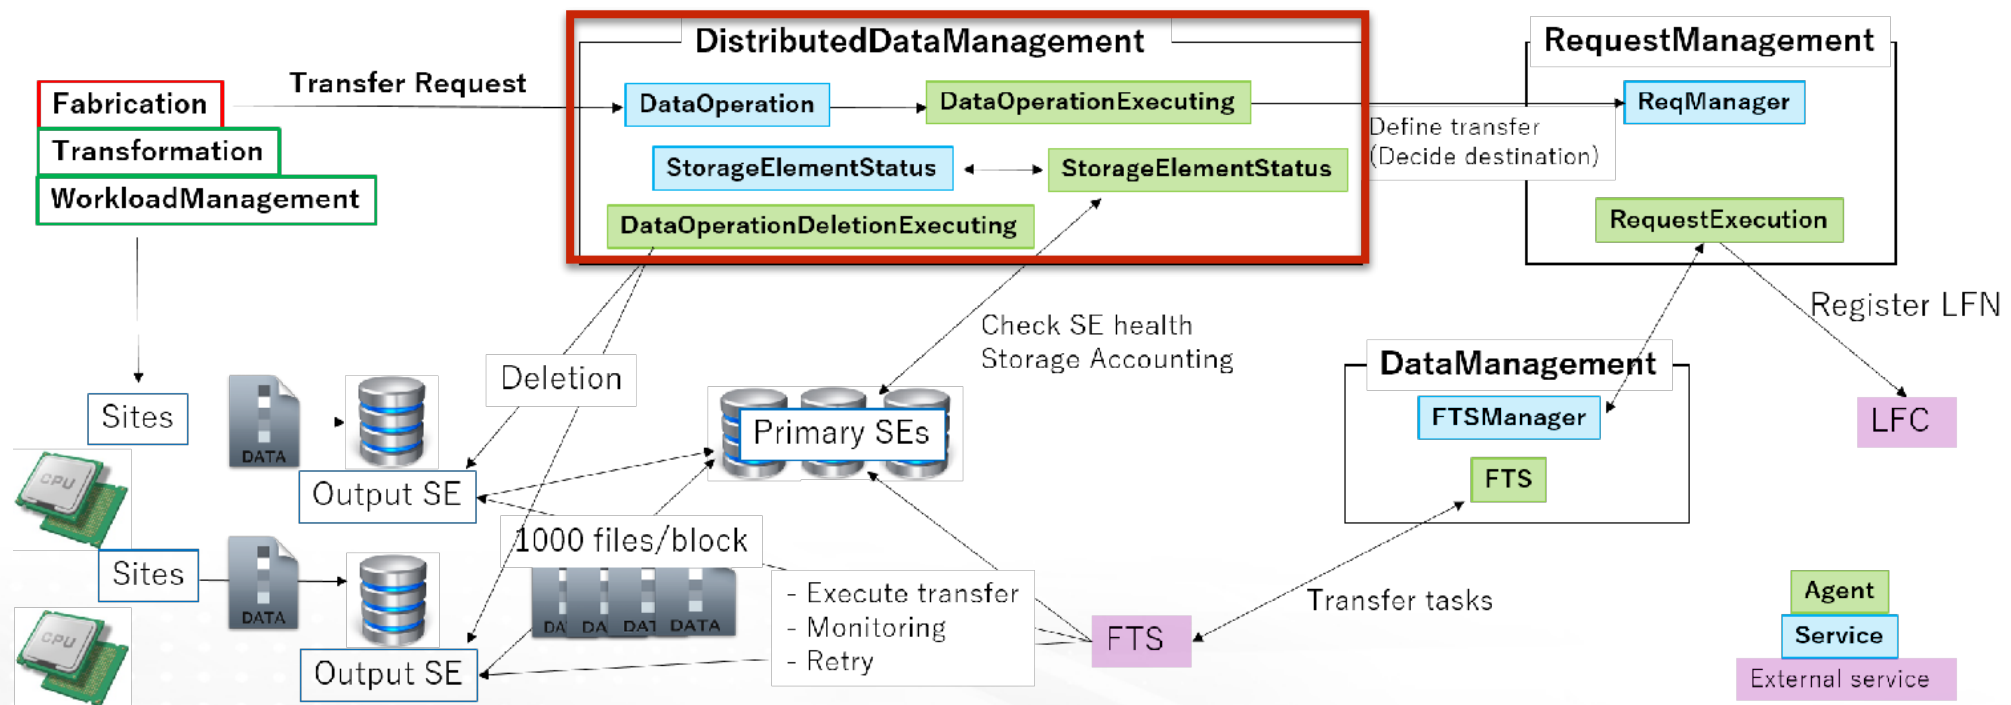 DistributedDataManagement
RequestManagement
Fabrication
Transfer Request
DataOperation
DataOperationExecuting
ReqManager
Transformation
Define transfer
(Decide destination)
StorageElementStatus
StorageElementStatus
WorkloadManagement
DataOperationDeletionExecuting
RequestExecution
Check SE health
Storage Accounting
Register LFN
Deletion
DataManagement
Sites
DATA
Primary SEs
FTSManager
LFC
CPU
Output SE
FTS
1000 files/block
Sites
DATA
DA
DA
DAT
DATA
- Execute transfer
- Monitoring
- Retry
FTS
Transfer tasks
CPU
Output SE
Agent
Service
External service